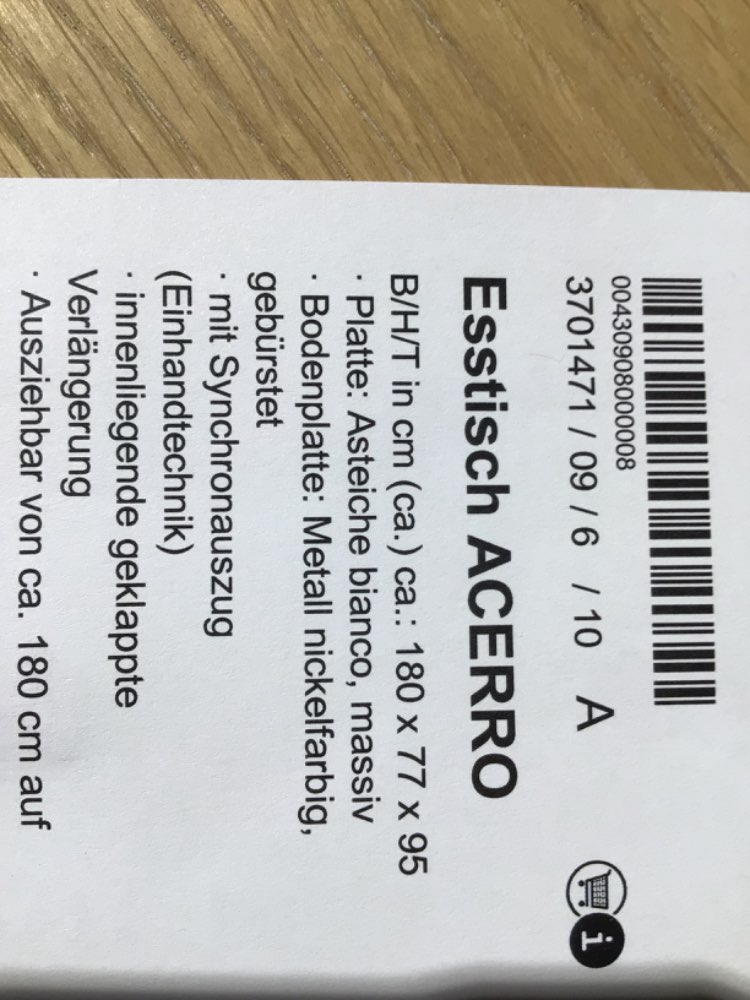 00430908000008
3701471 / 09 / 6 / 10 A
i
Esstisch ACERRO
B/H/T in cm (ca.) ca.: 180 x 77 x 95
· Platte: Asteiche bianco, massiv
· Bodenplatte: Metall nickelfarbig,
gebürstet
· mit Synchronauszug
(Einhandtechnik)
· innenliegende geklappte
Verlängerung
· Ausziehbar von ca. 180 cm auf